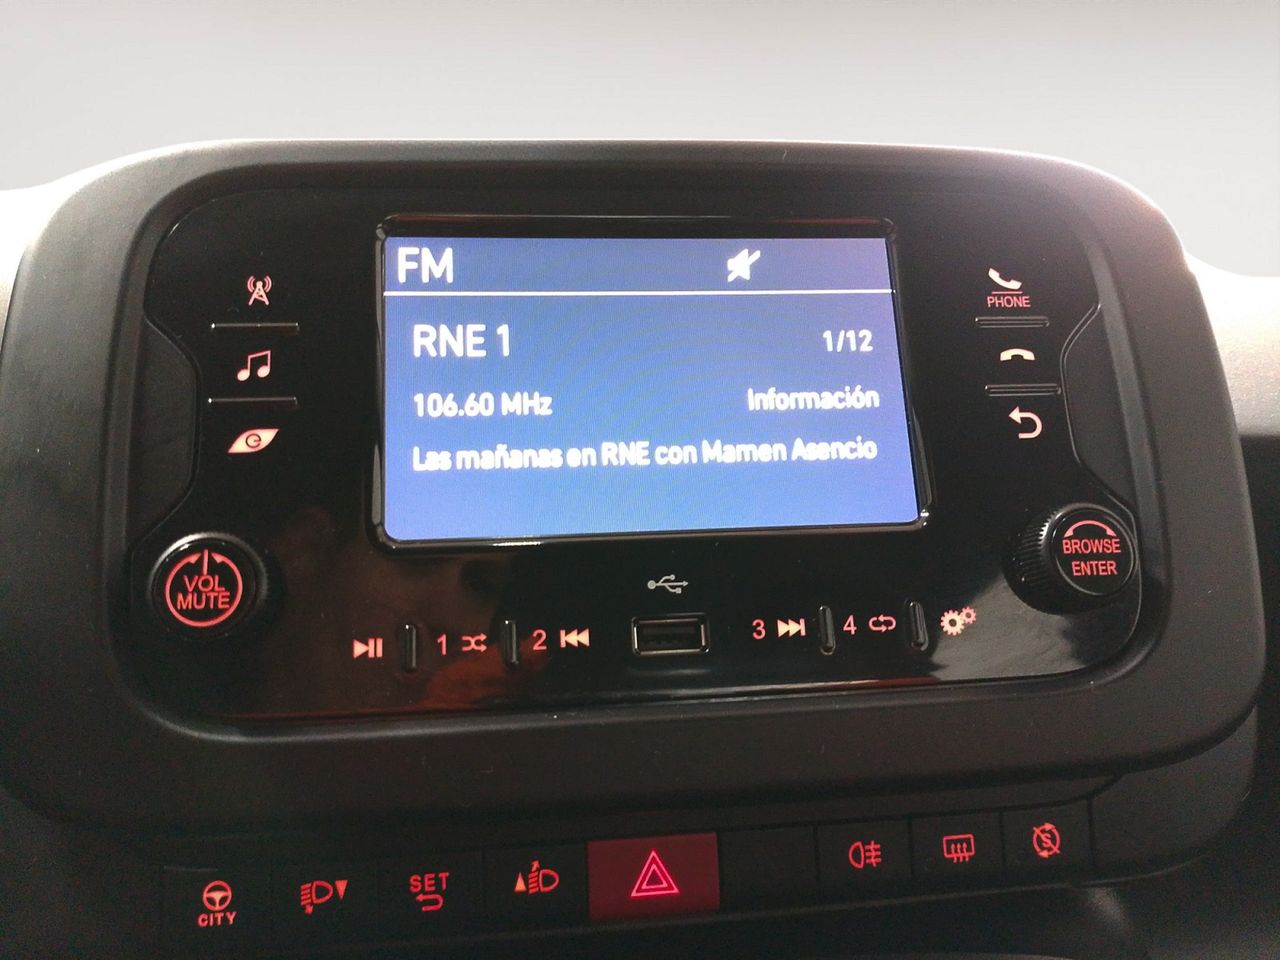 FM
RNE 1
1/12
106.60 MHz
Información
Las mañanas en RNE con Mamen Asencio
PHONE
VOL
MUTE
BROWSE
ENTER
1
2
3
4
CITY
SET